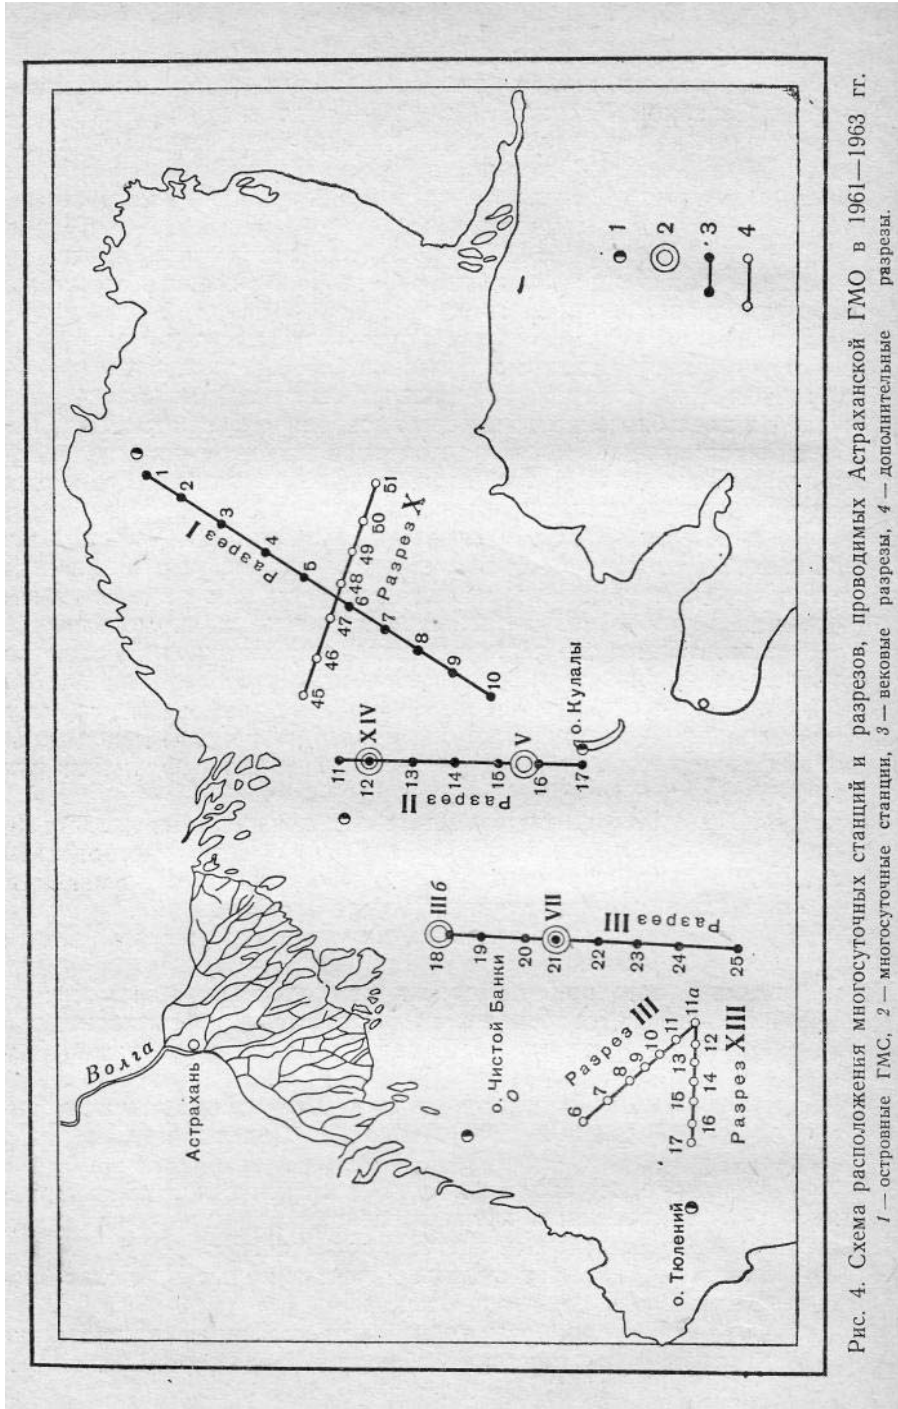 Волга
Астрахань
о. Чистой Банки
о. Тюлений
о. Кулалы
Разрез I
1
2
3
4
5
6
7
8
9
10
Разрез X
45
46
47
48
49
50
51
Разрез II
11
12
XIV
13
14
15
V
16
17
Разрез III
18
III б
19
20
21
VII
22
23
24
25
Разрез III
6
7
8
9
10
11
11а
Разрез XIII
12
13
14
15
16
17
1
2
3
4
Рис. 4. Схема расположения многосуточных станций и разрезов, проводимых Астраханской ГМО в 1961—1963 гг.
1 — островные ГМС, 2 — многосуточные станции, 3 — вековые разрезы, 4 — дополнительные разрезы.